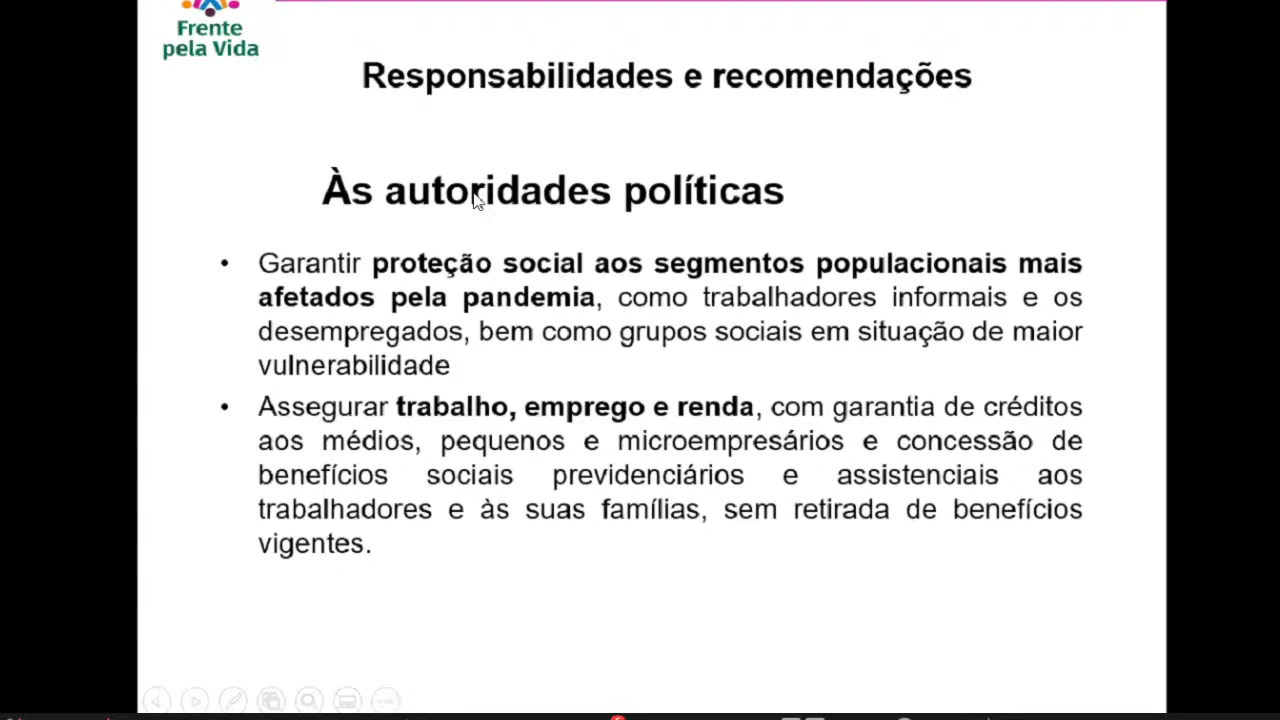 Frente
pela Vida
Responsabilidades e recomendações
Às autoridades políticas
• Garantir proteção social aos segmentos populacionais mais
afetados pela pandemia, como trabalhadores informais e os
desempregados, bem como grupos sociais em situação de maior
vulnerabilidade
• Assegurar trabalho, emprego e renda, com garantia de créditos
aos médios, pequenos e microempresários e concessão de
benefícios sociais previdenciários e assistenciais aos
trabalhadores e às suas famílias, sem retirada de benefícios
vigentes.